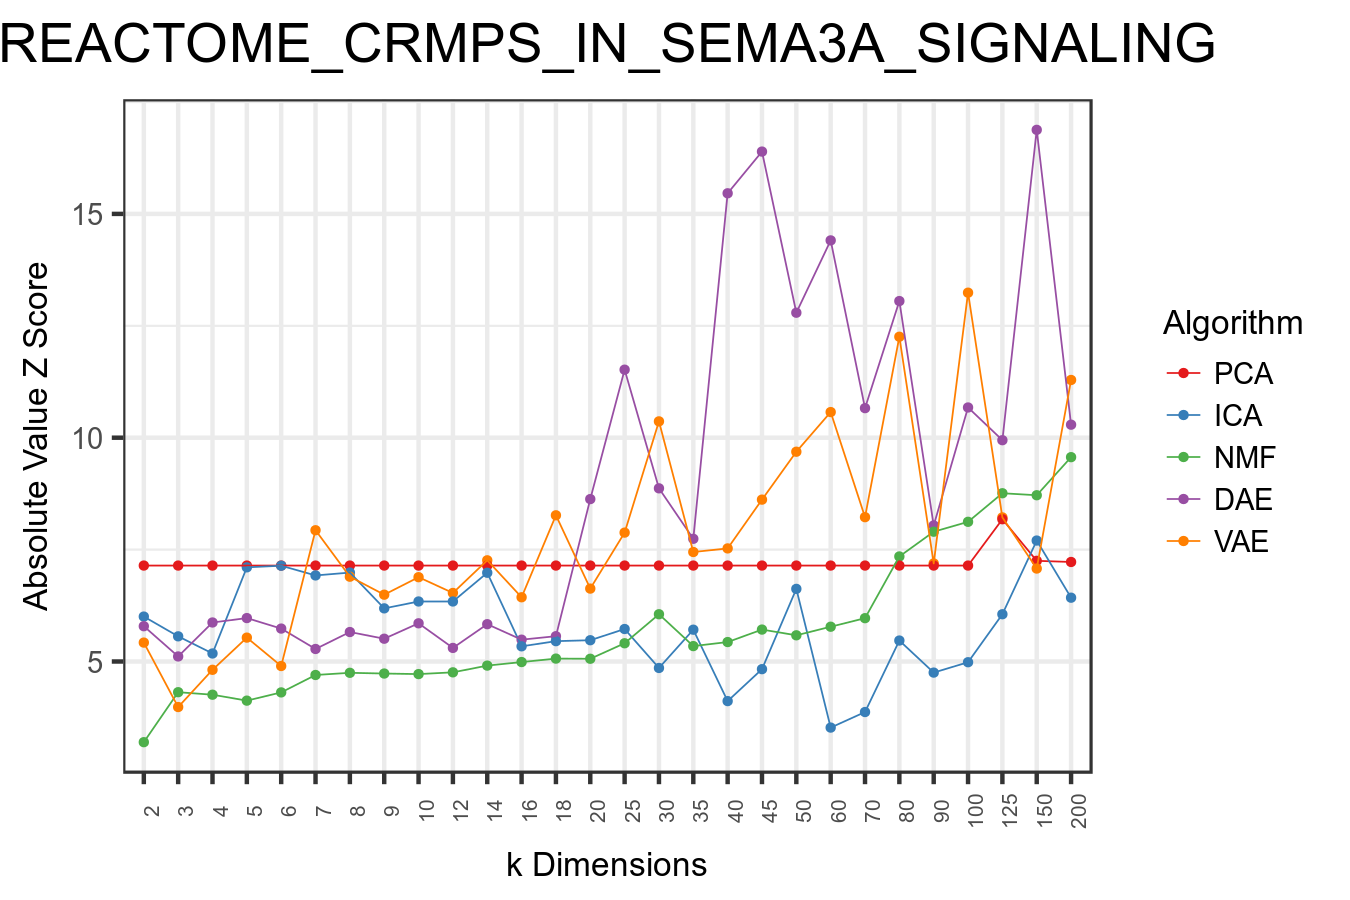 REACTOME_CRMPS_IN_SEMA3A_SIGNALING
Absolute Value Z Score
15
10
5
2 3 4 5 6 7 8 9 10 12 14 16 18 20 25 30 35 40 45 50 60 70 80 90 100 125 150 200
k Dimensions
Algorithm
PCA
ICA
NMF
DAE
VAE